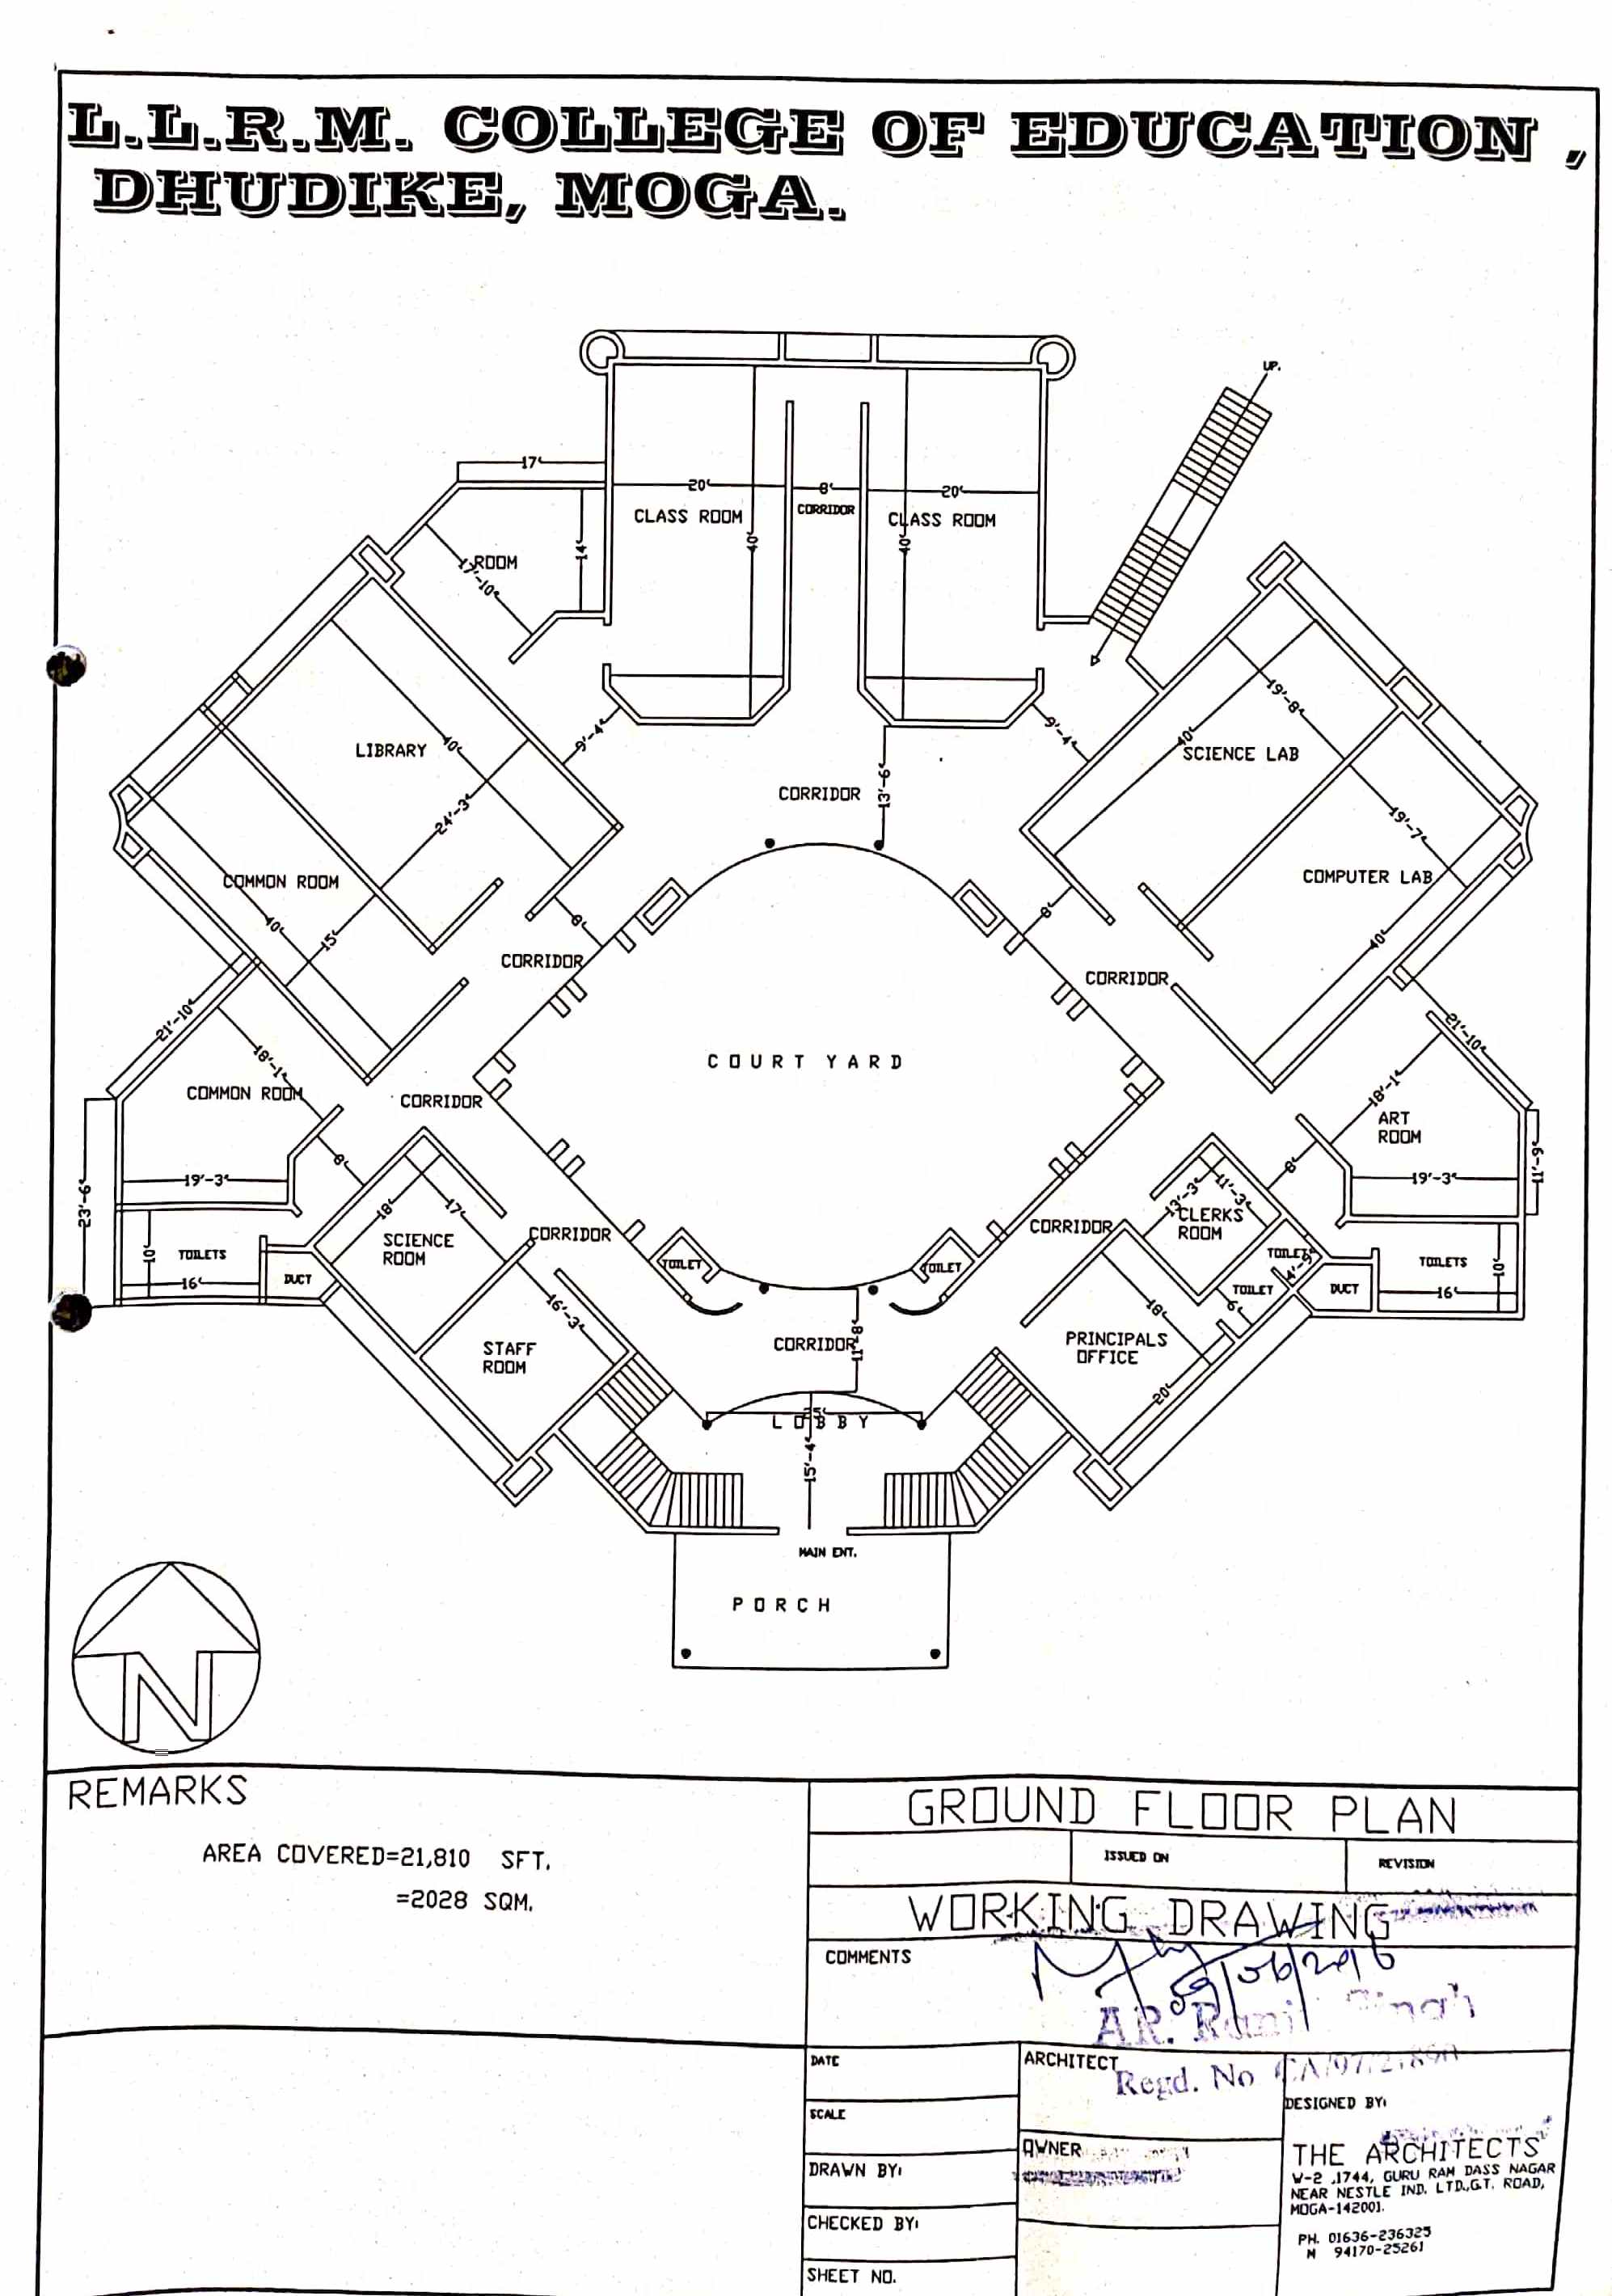 L.L.R.M. COLLEGE OF EDUCATION ,
DHUDIKE, MOGA.
UP.
17'
20'
8'
20'
CLASS ROOM
CORRIDOR
CLASS ROOM
40'
40'
14'
ROOM
17'-10"
LIBRARY
40'
24'-3"
9'-4"
CORRIDOR
13'-6"
9'-4"
SCIENCE LAB
19'-8"
40'
19'-7"
COMPUTER LAB
40'
COMMON ROOM
40'
15'
8'
CORRIDOR
8'
CORRIDOR
21'-10"
18'-1"
COMMON ROOM
CORRIDOR
COURT YARD
21'-10"
18'-1"
ART
ROOM
11'-9"
19'-3"
8'
23'-6"
19'-3"
8'
10'
TOILETS
16'
DUCT
18'
17'
SCIENCE
ROOM
CORRIDOR
16'-3"
STAFF
ROOM
TOILET
TOILET
CORRIDOR
11'-8"
CORRIDOR
13'-3"
11'-3"
CLERKS
ROOM
TOILET
4'-9"
TOILET
6'
DUCT
TOILETS
10'
16'
18'
PRINCIPALS
OFFICE
20'
LOBBY
15'-4"
MAIN ENT.
PORCH
N
REMARKS
AREA COVERED=21,810 SFT.
=2028 SQM.
GROUND FLOOR PLAN
ISSUED ON
REVISION
WORKING DRAWING
COMMENTS
09/06/2016
AR. Ranjit Singh
DATE
ARCHITECT
Regd. No
DESIGNED BY:
SCALE
OWNER
THE ARCHITECTS
W-2 ,1744, GURU RAM DASS NAGAR
NEAR NESTLE IND. LTD.,G.T. ROAD,
MOGA-142001.
DRAWN BY:
CHECKED BY:
PH. 01636-236325
M 94170-25261
SHEET NO.